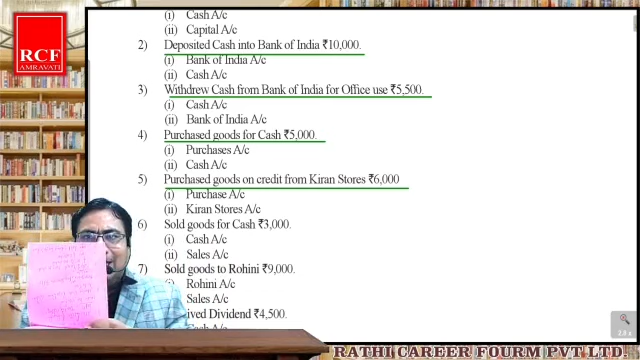 (i) Cash A/c
(ii) Capital A/c
2) Deposited Cash into Bank of India ₹10,000.
(i) Bank of India A/c
(ii) Cash A/c
3) Withdrew Cash from Bank of India for Office use ₹5,500.
(i) Cash A/c
(ii) Bank of India A/c
4) Purchased goods for Cash ₹5,000.
(i) Purchases A/c
(ii) Cash A/c
5) Purchased goods on credit from Kiran Stores ₹6,000
(i) Purchase A/c
(ii) Kiran Stores A/c
6) Sold goods for Cash ₹3,000.
(i) Cash A/c
(ii) Sales A/c
7) Sold goods to Rohini ₹9,000.
(i) Rohini A/c
Sales A/c
ived Dividend ₹4,500.
Cash A/c
RCF
AMRAVATI
2.0 x
RATHI CAREER FOURM PVT LTD